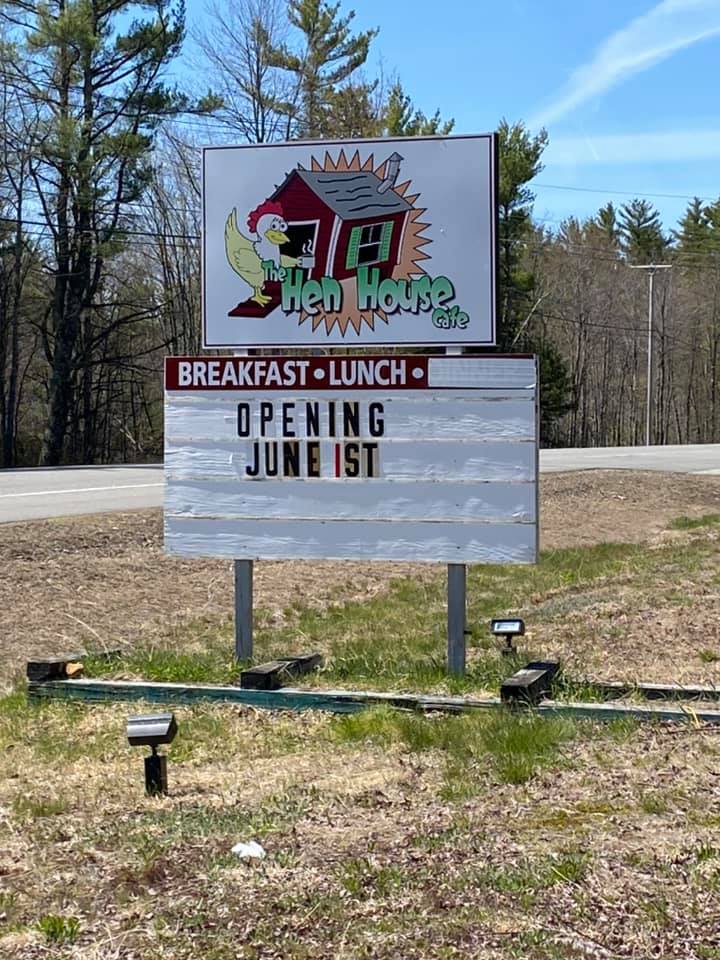 The Hen House
Cafe
BREAKFAST • LUNCH •
OPENING
JUNE 1ST